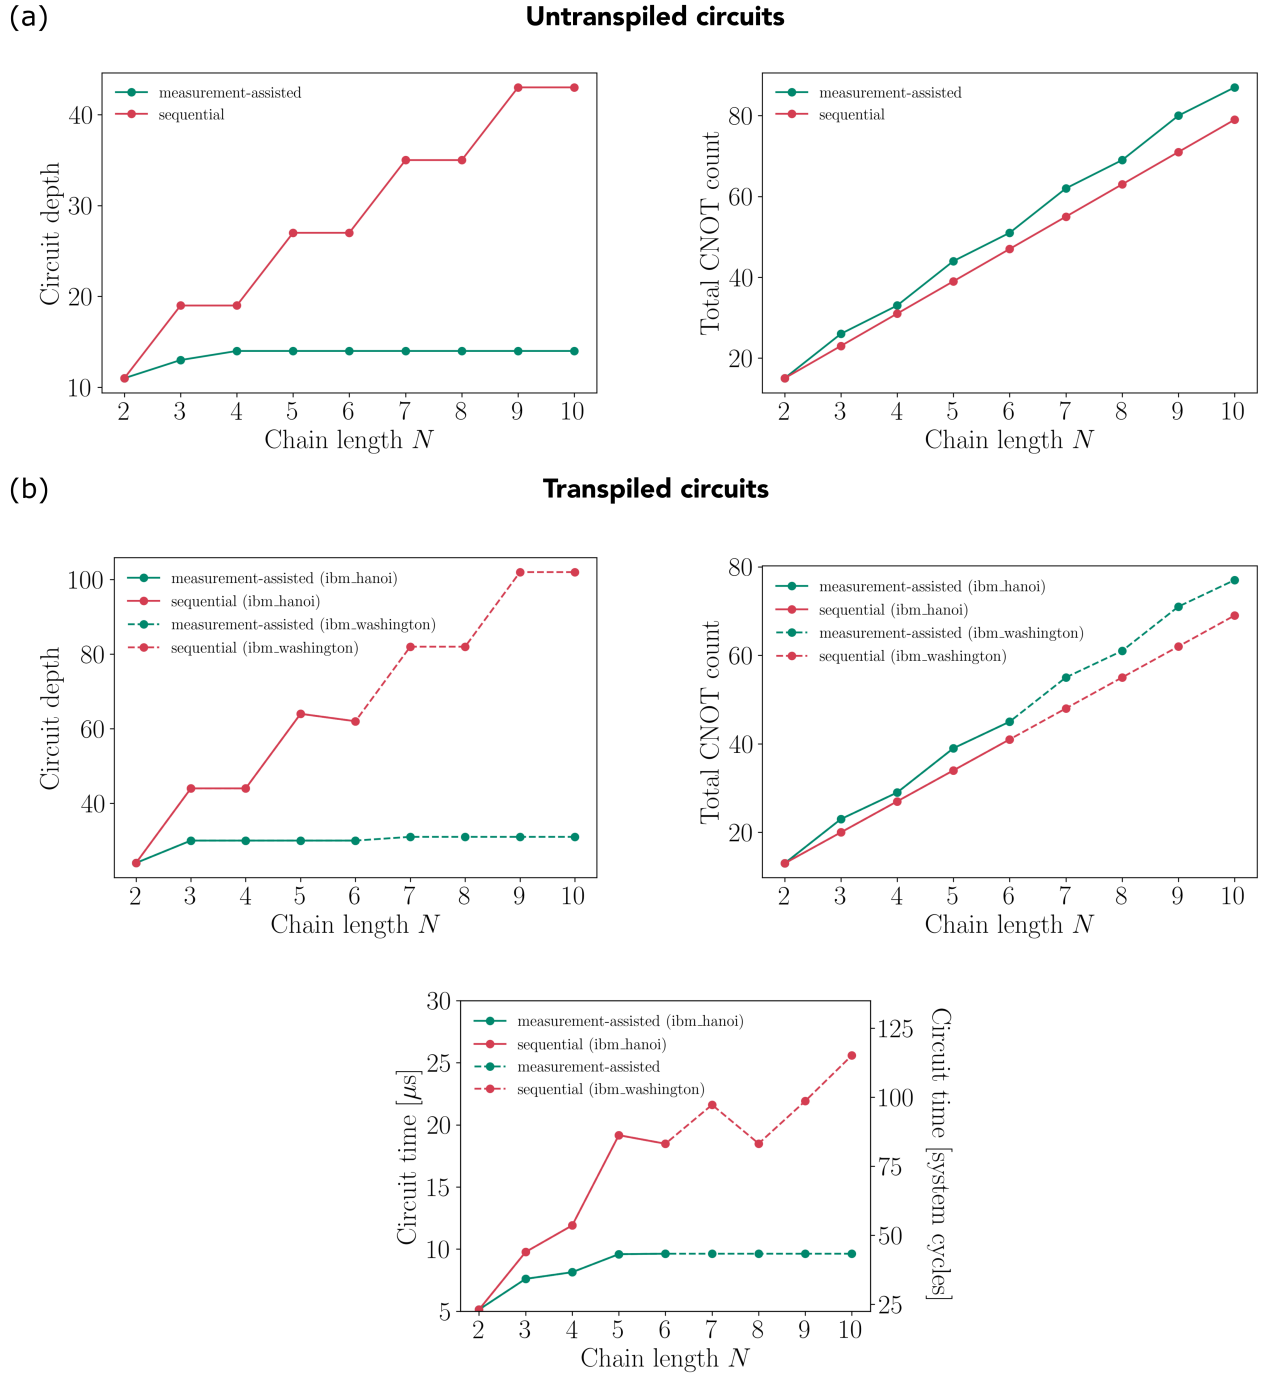 (a)
Untranspiled circuits
measurement-assisted
sequential
Circuit depth
40
30
20
10
2 3 4 5 6 7 8 9 10
Chain length N
measurement-assisted
sequential
Total CNOT count
80
60
40
20
2 3 4 5 6 7 8 9 10
Chain length N
(b)
Transpiled circuits
measurement-assisted (ibm_hanoi)
sequential (ibm_hanoi)
measurement-assisted (ibm_washington)
sequential (ibm_washington)
Circuit depth
100
80
60
40
2 3 4 5 6 7 8 9 10
Chain length N
measurement-assisted (ibm_hanoi)
sequential (ibm_hanoi)
measurement-assisted (ibm_washington)
sequential (ibm_washington)
Total CNOT count
80
60
40
20
2 3 4 5 6 7 8 9 10
Chain length N
measurement-assisted (ibm_hanoi)
sequential (ibm_hanoi)
measurement-assisted
sequential (ibm_washington)
Circuit time [μs]
30
25
20
15
10
5
125
100
75
50
25
Circuit time [system cycles]
2 3 4 5 6 7 8 9 10
Chain length N